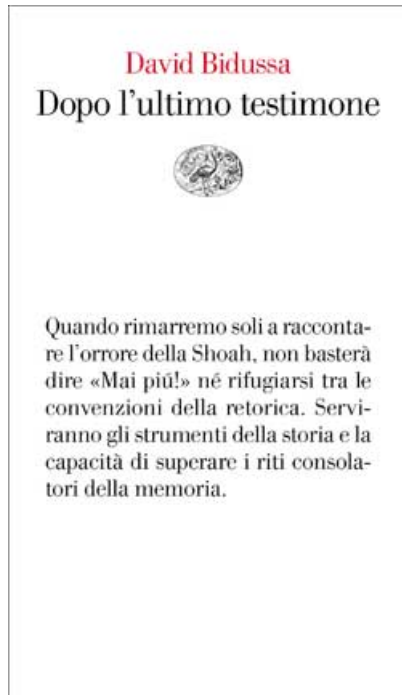 David Bidussa
Dopo l'ultimo testimone
Quando rimarremo soli a racconta-
re l'orrore della Shoah, non basterà
dire «Mai piú!» né rifugiarsi tra le
convenzioni della retorica. Servi-
ranno gli strumenti della storia e la
capacità di superare i riti consola-
tori della memoria.